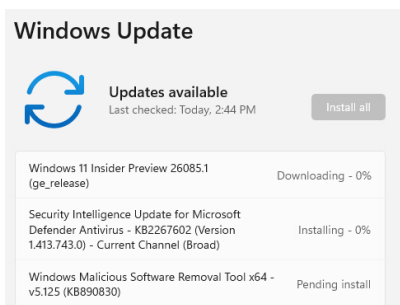 Windows Update
Updates available
Last checked: Today, 2:44 PM
Install all
Windows 11 Insider Preview 26085.1
(ge_release)
Downloading - 0%
Security Intelligence Update for Microsoft
Defender Antivirus - KB2267602 (Version
1.413.743.0) - Current Channel (Broad)
Installing - 0%
Windows Malicious Software Removal Tool x64 -
v5.125 (KB890830)
Pending install